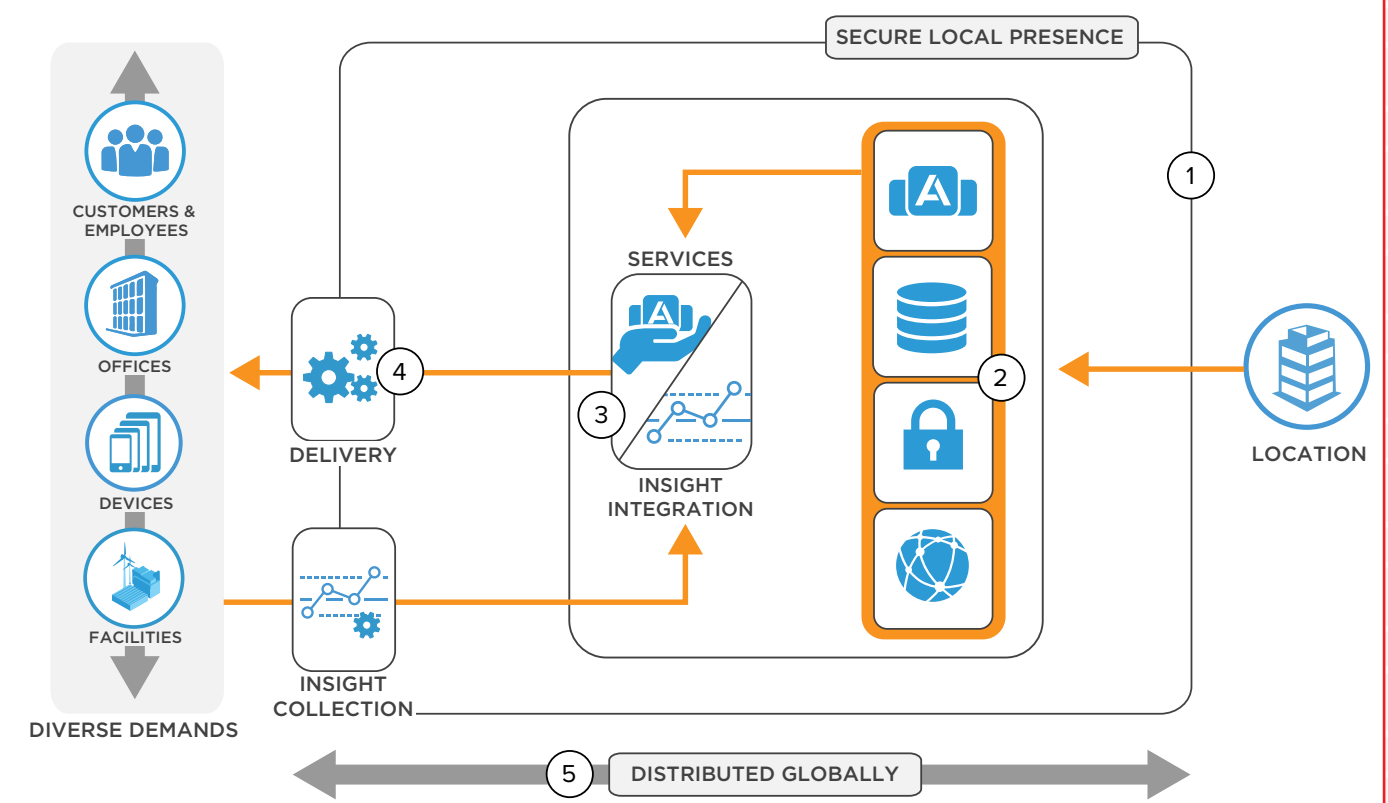 SECURE LOCAL PRESENCE
1
CUSTOMERS &
EMPLOYEES
A
SERVICES
A
OFFICES
4
2
3
DELIVERY
LOCATION
INSIGHT
INTEGRATION
DEVICES
FACILITIES
INSIGHT
COLLECTION
DIVERSE DEMANDS
5
DISTRIBUTED GLOBALLY